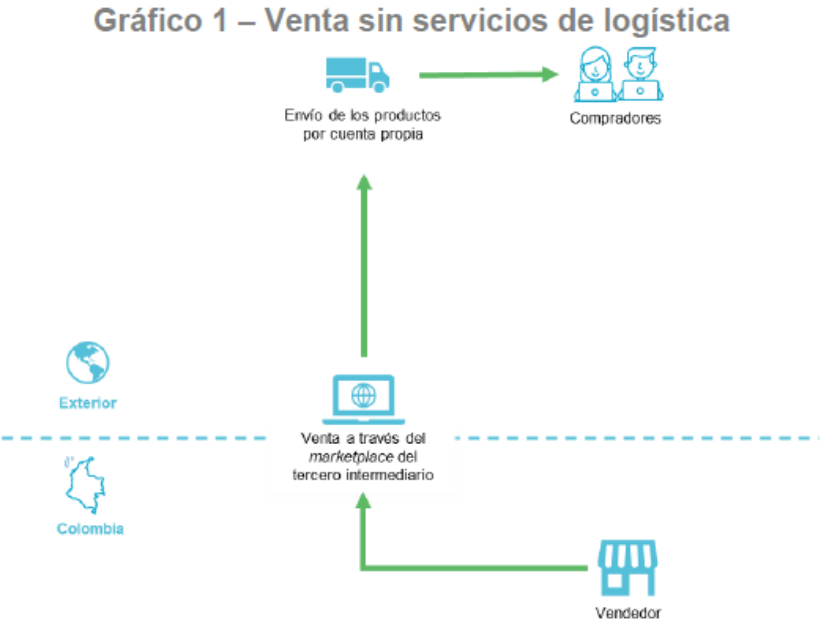 Gráfico 1 – Venta sin servicios de logística
Envío de los productos
por cuenta propia
Compradores
Exterior
Venta a través del
marketplace del
tercero intermediario
Colombia
Vendedor